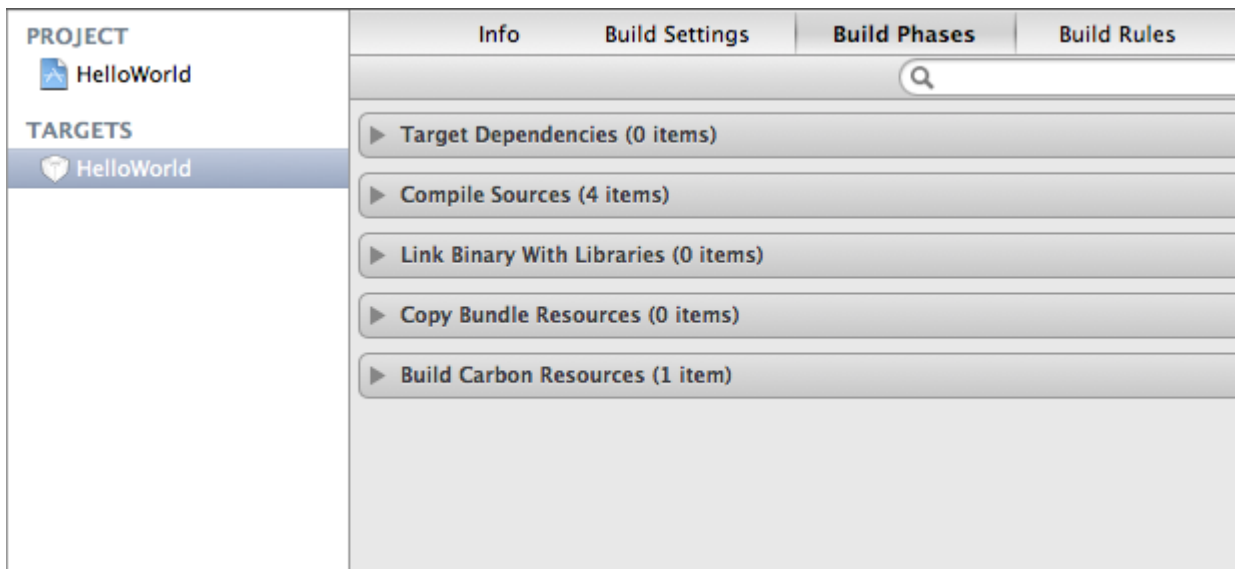 PROJECT
HelloWorld
TARGETS
HelloWorld
Info Build Settings Build Phases Build Rules
Target Dependencies (0 items)
Compile Sources (4 items)
Link Binary With Libraries (0 items)
Copy Bundle Resources (0 items)
Build Carbon Resources (1 item)